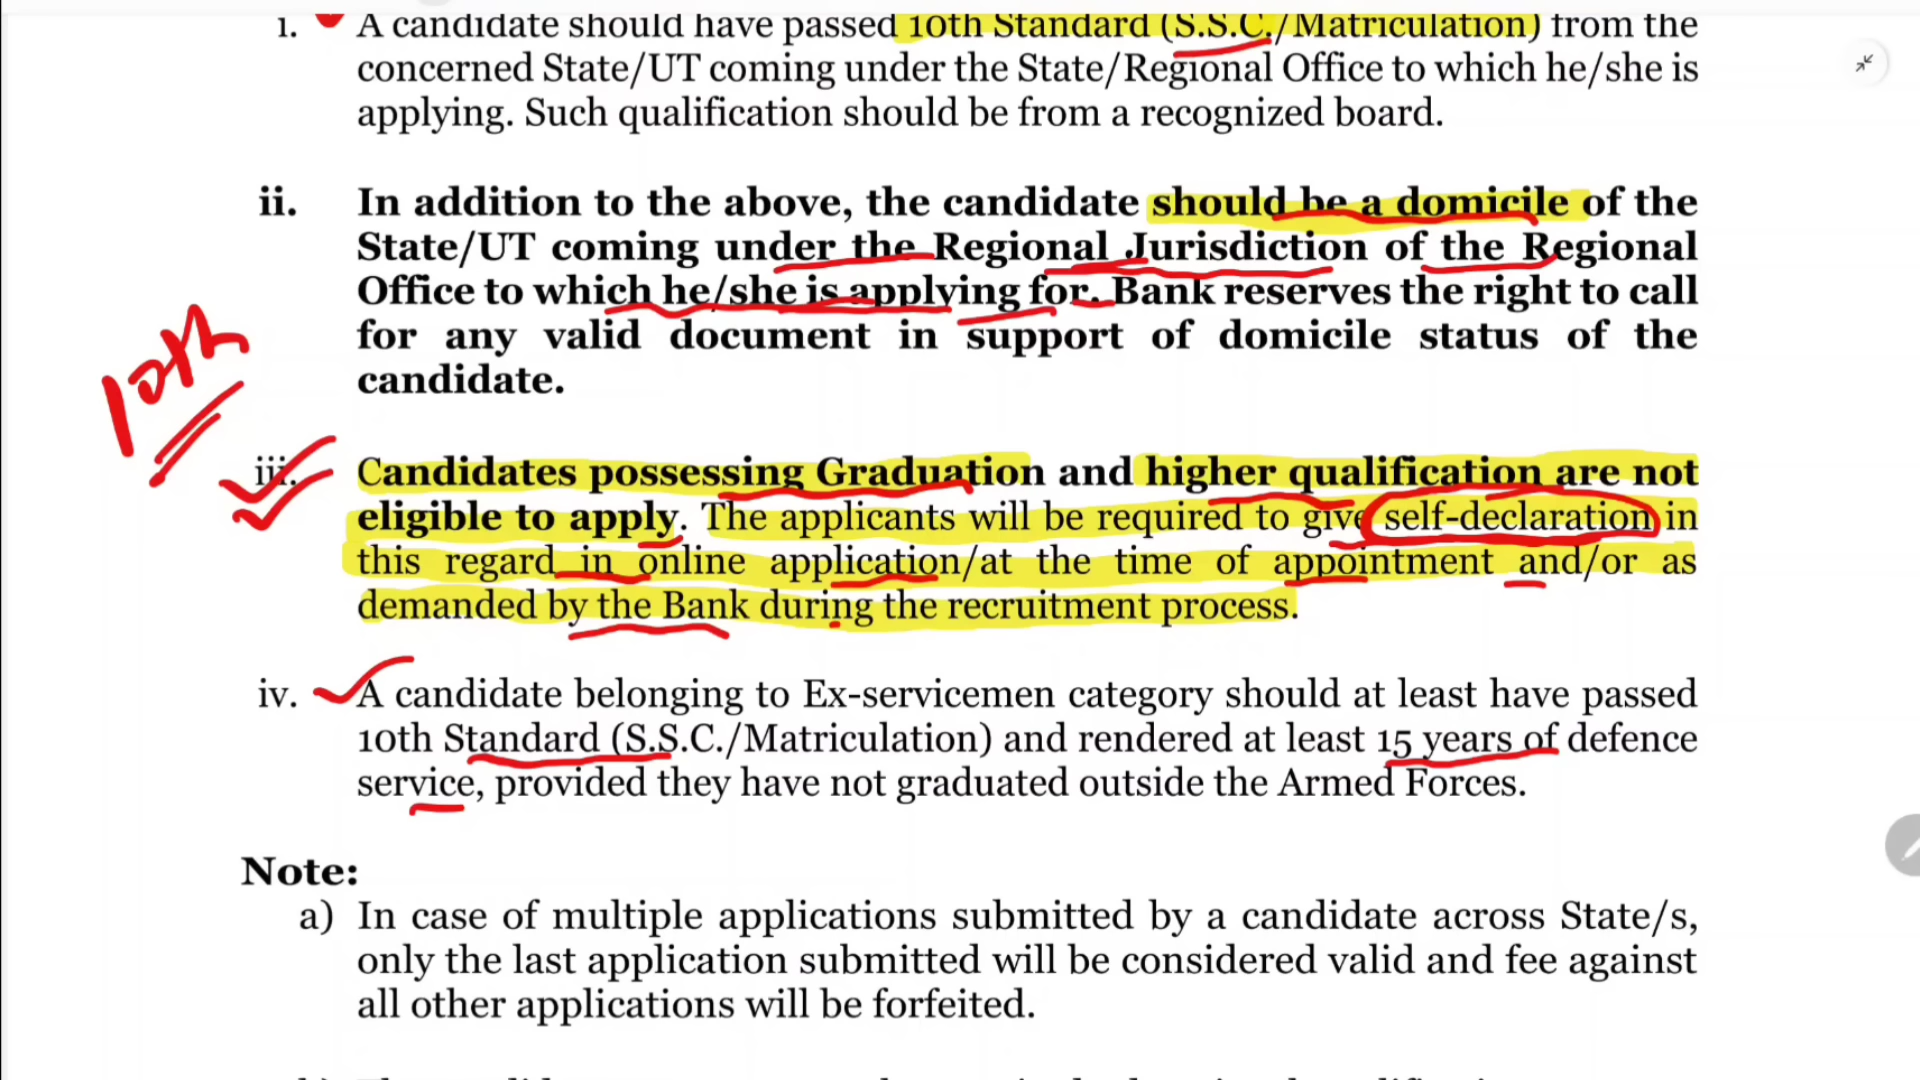 i. A candidate should have passed 10th Standard (S.S.C./Matriculation) from the
concerned State/UT coming under the State/Regional Office to which he/she is
applying. Such qualification should be from a recognized board.
ii. In addition to the above, the candidate should be a domicile of the
State/UT coming under the Regional Jurisdiction of the Regional
Office to which he/she is applying for. Bank reserves the right to call
for any valid document in support of domicile status of the
candidate.
10th
iii. Candidates possessing Graduation and higher qualification are not
eligible to apply. The applicants will be required to give self-declaration in
this regard in online application/at the time of appointment and/or as
demanded by the Bank during the recruitment process.
iv. A candidate belonging to Ex-servicemen category should at least have passed
10th Standard (S.S.C./Matriculation) and rendered at least 15 years of defence
service, provided they have not graduated outside the Armed Forces.
Note:
a) In case of multiple applications submitted by a candidate across State/s,
only the last application submitted will be considered valid and fee against
all other applications will be forfeited.